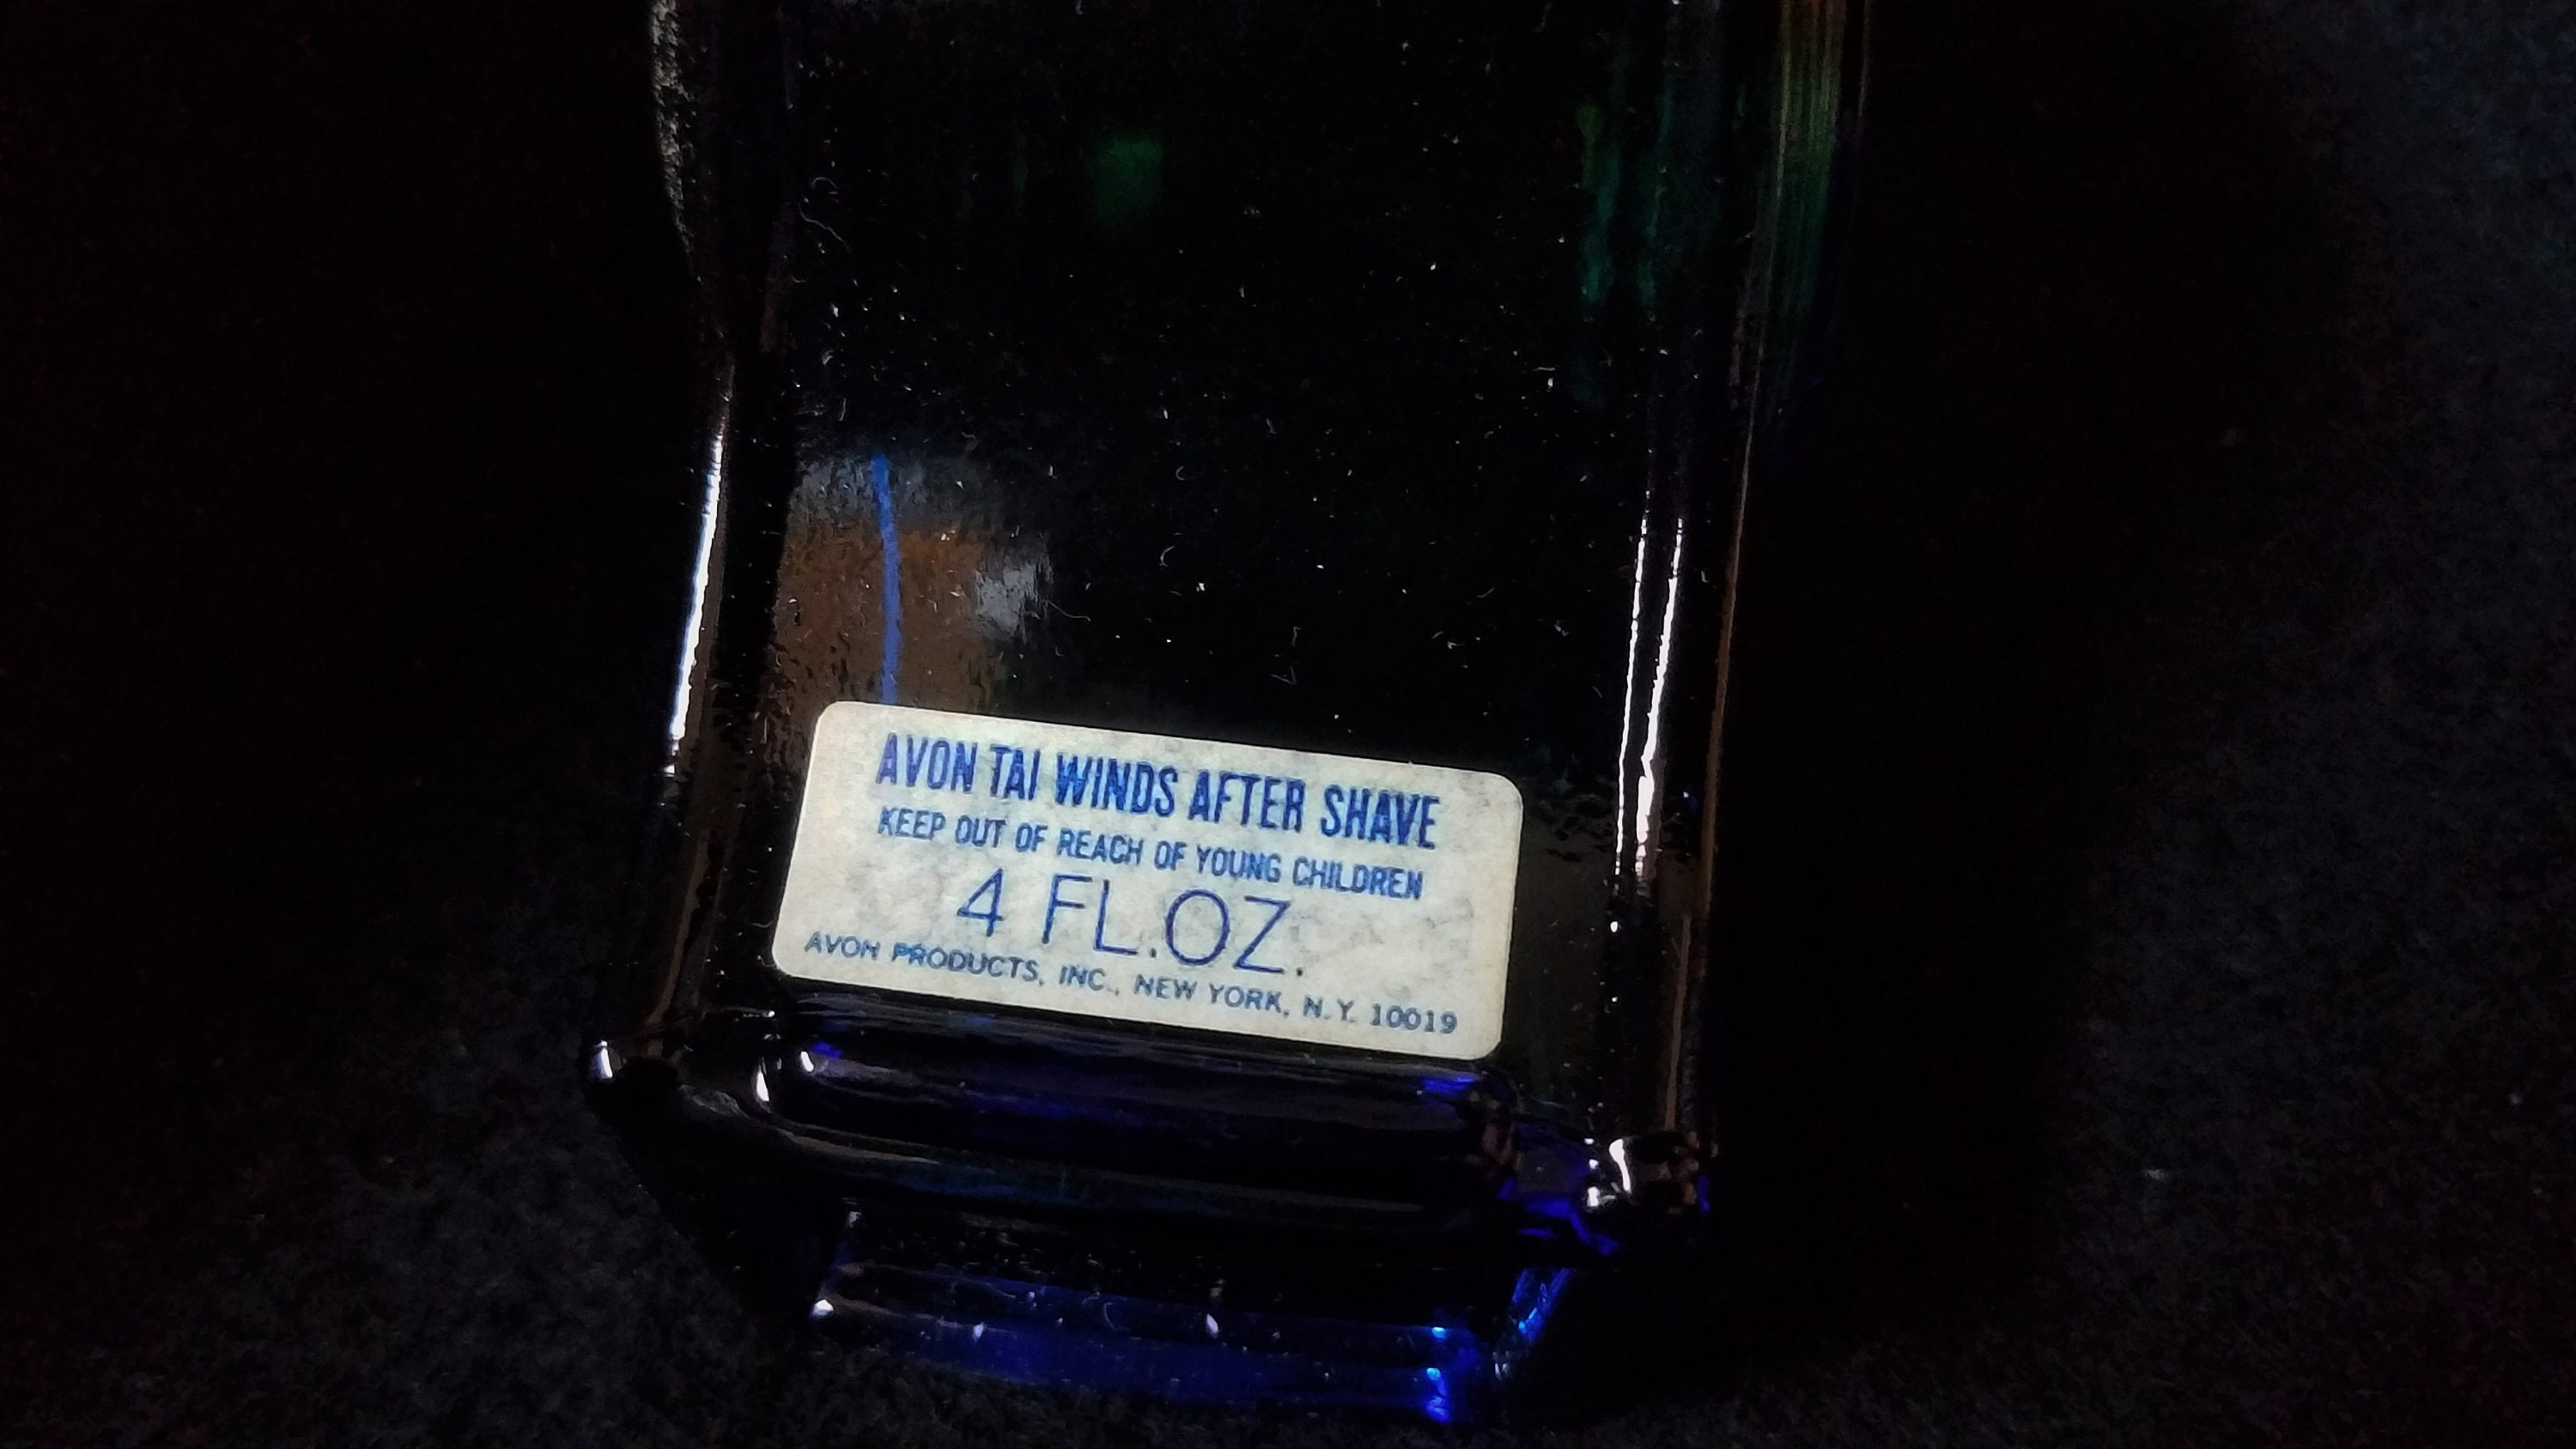 AVON TAI WINDS AFTER SHAVE
KEEP OUT OF REACH OF YOUNG CHILDREN
4 FL.OZ.
AVON PRODUCTS, INC., NEW YORK, N.Y. 10019